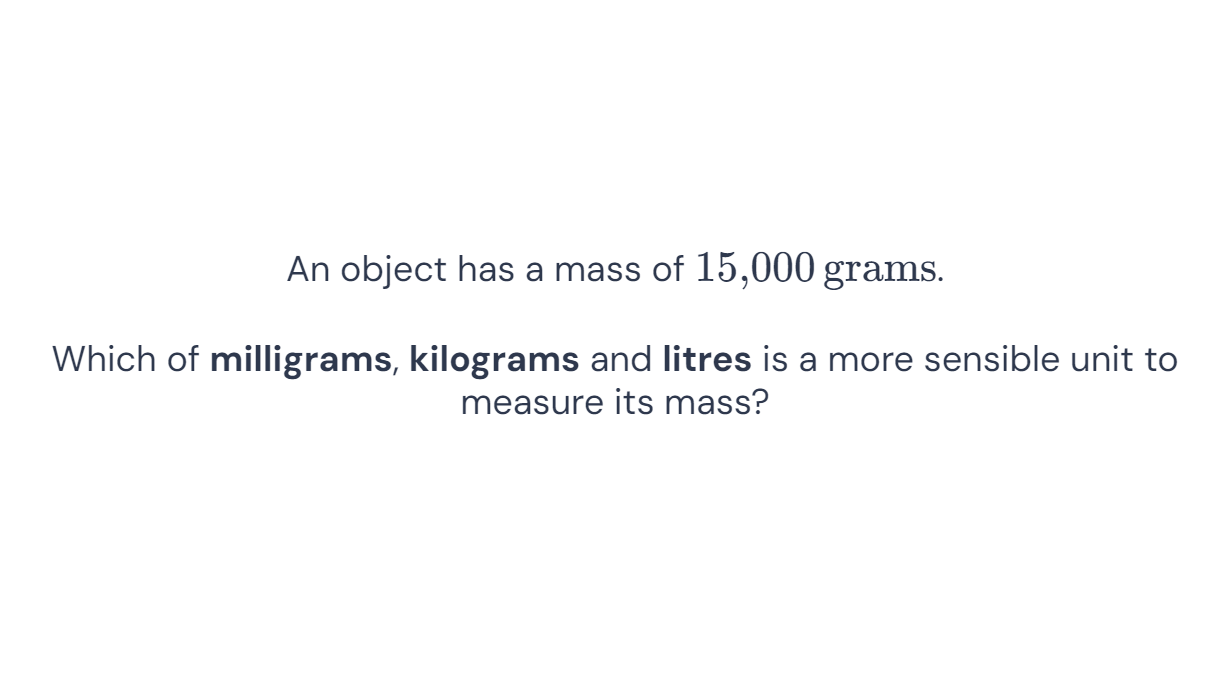 An object has a mass of 15,000 grams.
Which of milligrams, kilograms and litres is a more sensible unit to
measure its mass?